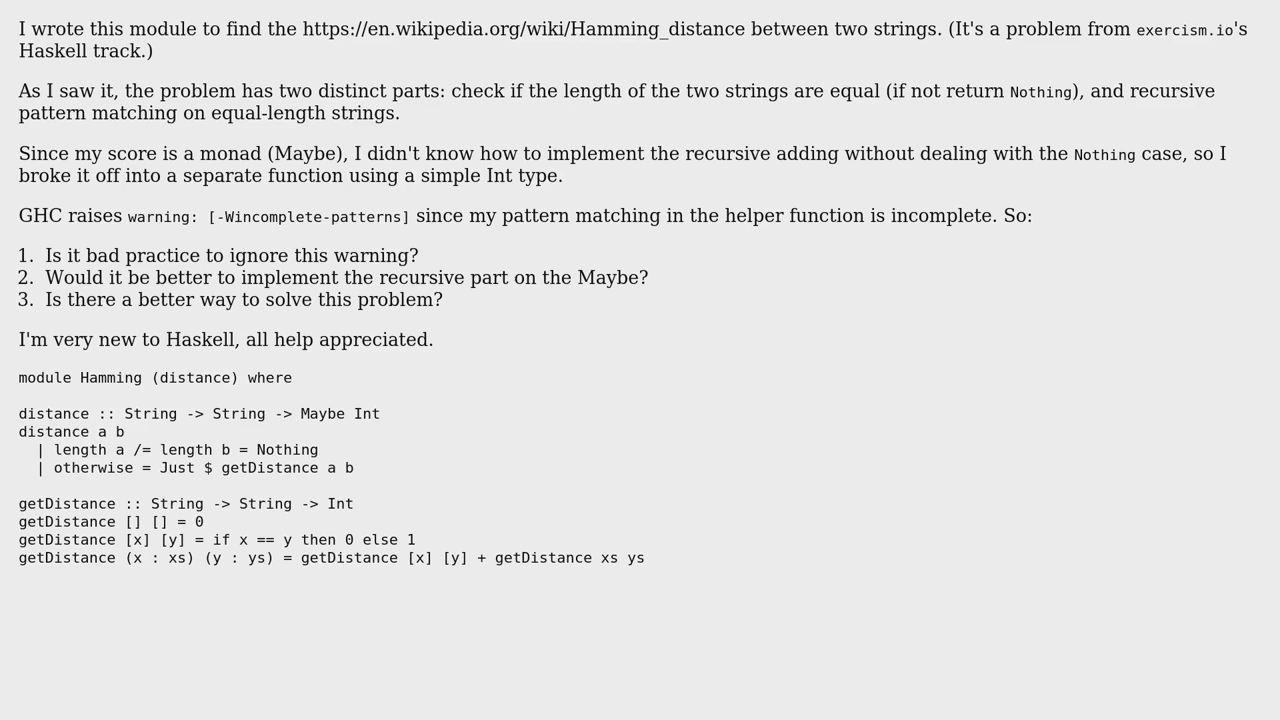 I wrote this module to find the https://en.wikipedia.org/wiki/Hamming_distance between two strings. (It's a problem from exercism.io's
Haskell track.)
As I saw it, the problem has two distinct parts: check if the length of the two strings are equal (if not return Nothing), and recursive
pattern matching on equal-length strings.
Since my score is a monad (Maybe), I didn't know how to implement the recursive adding without dealing with the Nothing case, so I
broke it off into a separate function using a simple Int type.
GHC raises warning: [-Wincomplete-patterns] since my pattern matching in the helper function is incomplete. So:
1. Is it bad practice to ignore this warning?
2. Would it be better to implement the recursive part on the Maybe?
3. Is there a better way to solve this problem?
I'm very new to Haskell, all help appreciated.
module Hamming (distance) where
distance :: String -> String -> Maybe Int
distance a b
  | length a /= length b = Nothing
  | otherwise = Just $ getDistance a b
getDistance :: String -> String -> Int
getDistance [] [] = 0
getDistance [x] [y] = if x == y then 0 else 1
getDistance (x : xs) (y : ys) = getDistance [x] [y] + getDistance xs ys